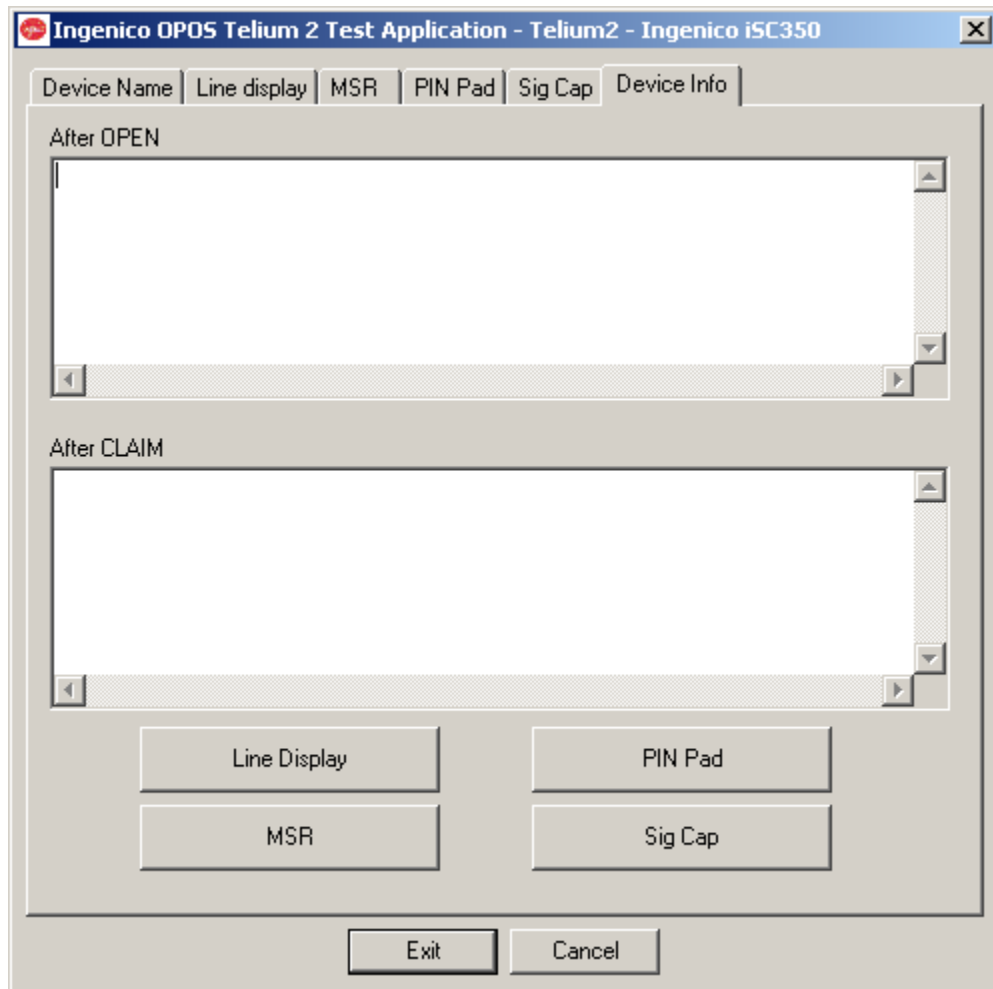 Ingenico OPOS Telium 2 Test Application - Telium2 - Ingenico iSC350
Device Name Line display MSR PIN Pad Sig Cap Device Info
After OPEN
After CLAIM
Line Display PIN Pad
MSR Sig Cap
Exit Cancel